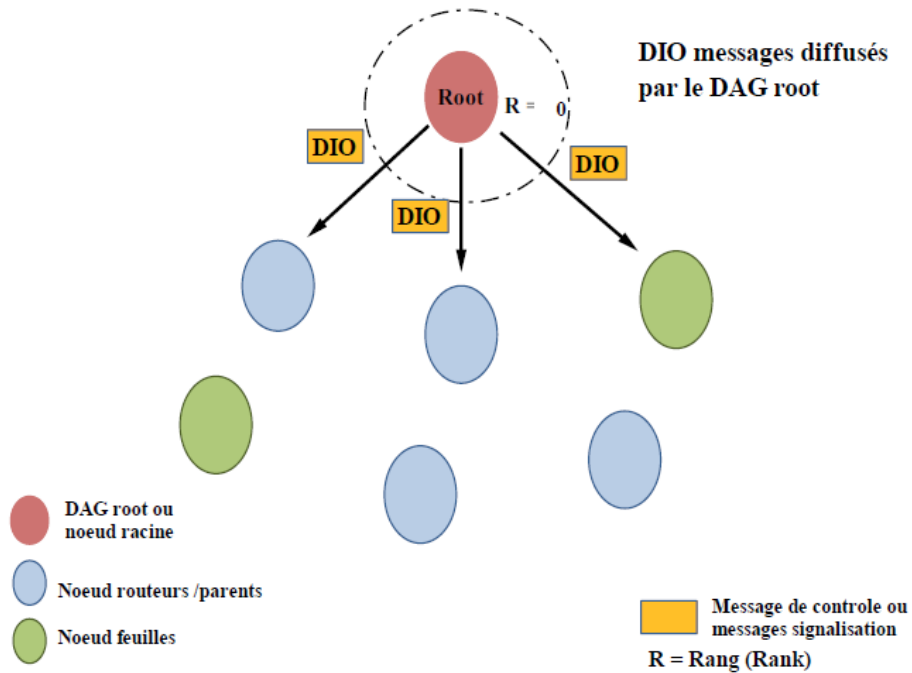 DIO messages diffusés
par le DAG root
Root
R = 0
DIO
DIO
DIO
DAG root ou
noeud racine
Noeud routeurs /parents
Noeud feuilles
Message de controle ou
messages signalisation
R = Rang (Rank)